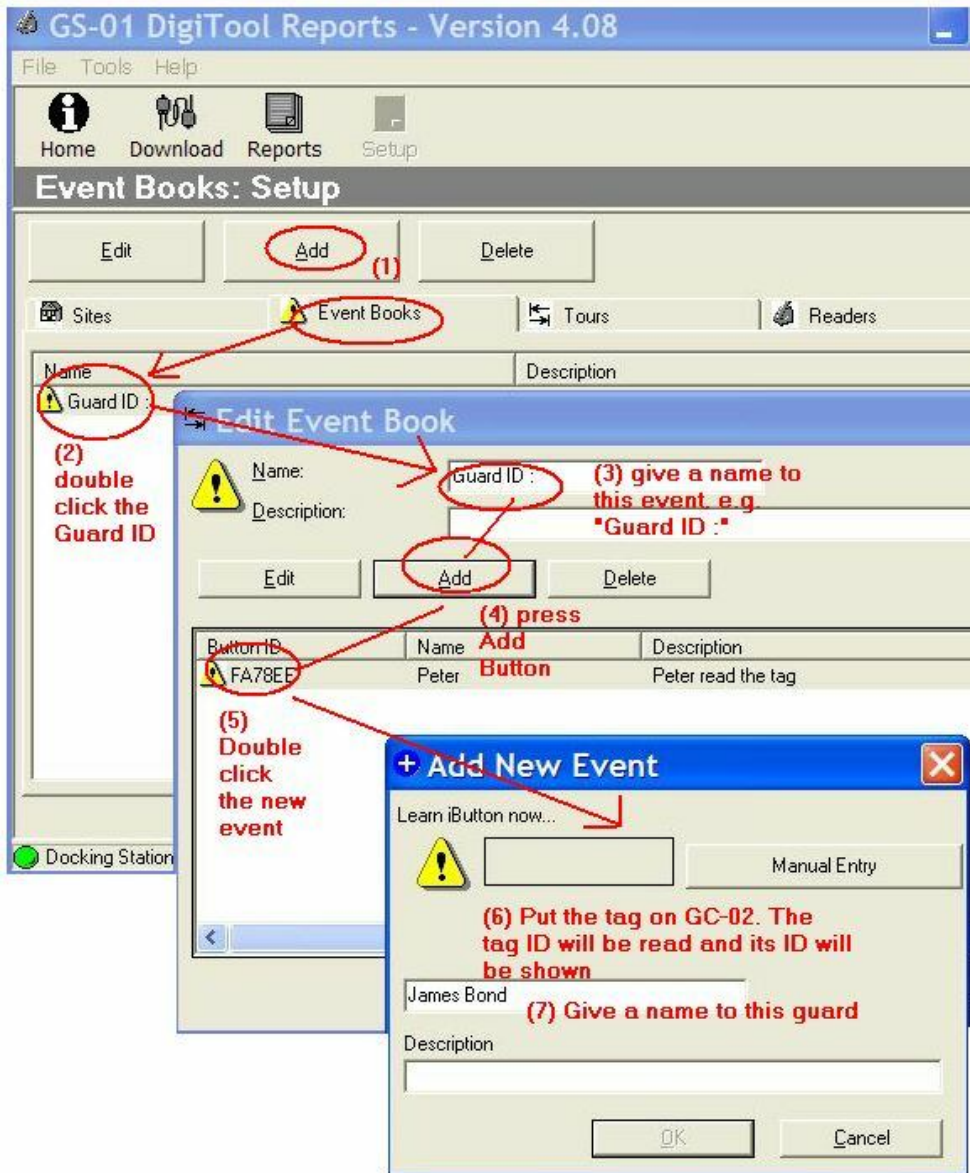 GS-01 DigiTool Reports - Version 4.08
File Tools Help
Home Download Reports Setup
Event Books: Setup
Edit Add Delete
(1)
Sites Event Books Tours Readers
Name Description
Guard ID :
(2)
double
click the
Guard ID
Edit Event Book
Name: Guard ID :
Description:
(3) give a name to
this event, e.g.
"Guard ID :"
Edit Add Delete
(4) press
Add
Button
Button ID Name Description
FA78EE Peter Peter read the tag
(5)
Double
click
the new
event
Docking Station
Add New Event
Learn iButton now...
Manual Entry
(6) Put the tag on GC-02. The
tag ID will be read and its ID will
be shown
James Bond
(7) Give a name to this guard
Description
OK Cancel